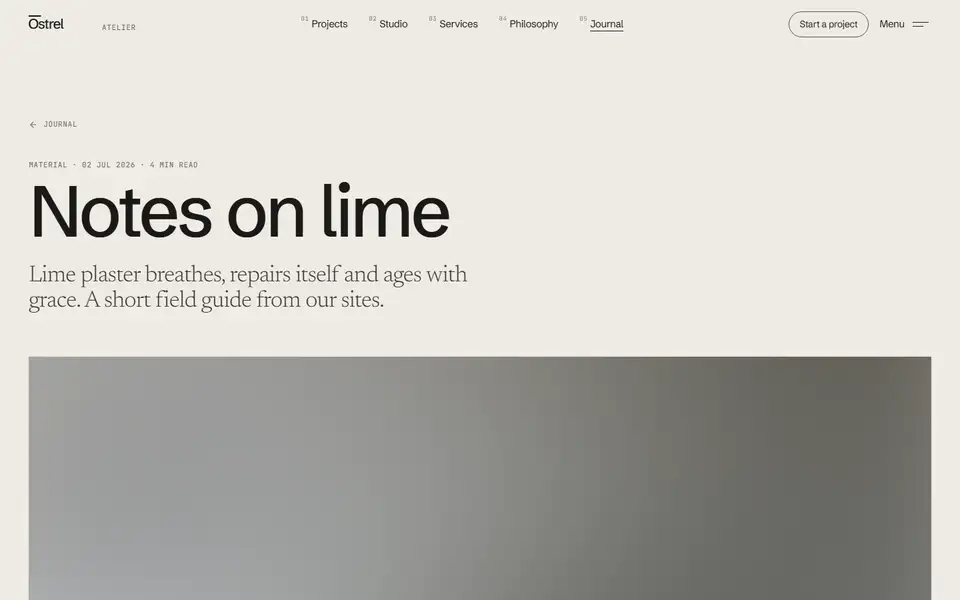 Ōstrel
ATELIER
01 Projects
02 Studio
03 Services
04 Philosophy
05 Journal
Start a project
Menu
← JOURNAL
MATERIAL · 02 JUL 2026 · 4 MIN READ
Notes on lime
Lime plaster breathes, repairs itself and ages with
grace. A short field guide from our sites.